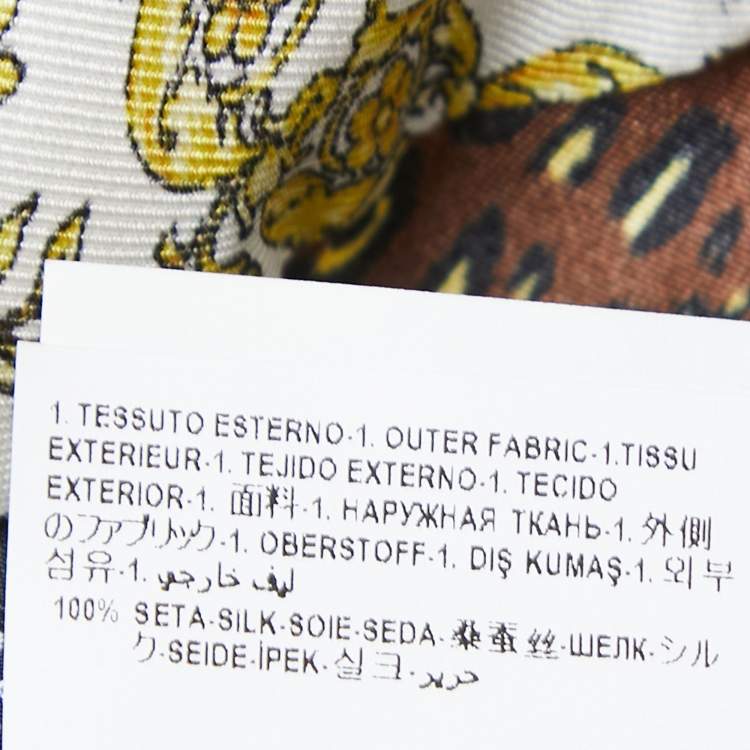 1. TESSUTO ESTERNO-1. OUTER FABRIC-1.TISSU
EXTERIEUR-1. TEJIDO EXTERNO-1. TECIDO
EXTERIOR-1. 面料-1. НАРУЖНАЯ ТКАНЬ-1. 外側
のファブリック-1. OBERSTOFF-1. DIŞ KUMAŞ-1. 외부
섬유-1. ليف خارجي
100% SETA-SILK-SOIE-SEDA-桑蚕丝-ШЕЛК-シル
ク-SEIDE-İPEK-실크-حرير